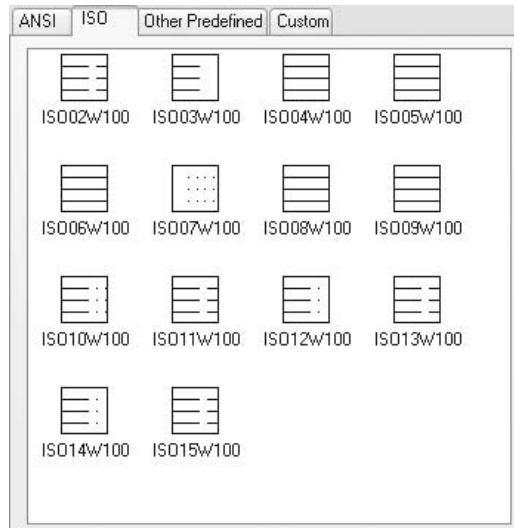 ANSI ISO Other Predefined Custom
ISO02W100 ISO03W100 ISO04W100 ISO05W100
ISO06W100 ISO07W100 ISO08W100 ISO09W100
ISO10W100 ISO11W100 ISO12W100 ISO13W100
ISO14W100 ISO15W100